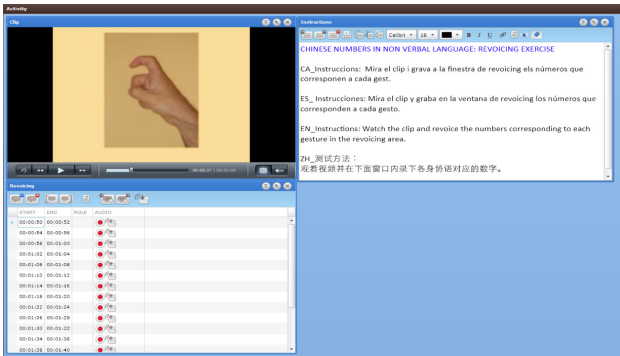 Activity
Clip
00:00:37
Instructions
Calibri 16 B I U
CHINESE NUMBERS IN NON VERBAL LANGUAGE: REVOICING EXERCISE
CA_Instruccions: Mira el clip i grava a la finestra de revoicing els números que
corresponen a cada gest.
ES_ Instrucciones: Mira el clip y graba en la ventana de revoicing los números que
corresponden a cada gesto.
EN_Instructions: Watch the clip and revoice the numbers corresponding to each
gesture in the revoicing area.
ZH_测试方法：
观看视频并在下面窗口内录下各身势语对应的数字。
Revoicing
START END ROLE AUDIO
00:00:50 00:00:52
00:00:54 00:00:56
00:00:58 00:01:00
00:01:02 00:01:04
00:01:06 00:01:08
00:01:10 00:01:12
00:01:14 00:01:16
00:01:18 00:01:20
00:01:22 00:01:24
00:01:26 00:01:28
00:01:30 00:01:32
00:01:34 00:01:36
00:01:38 00:01:40